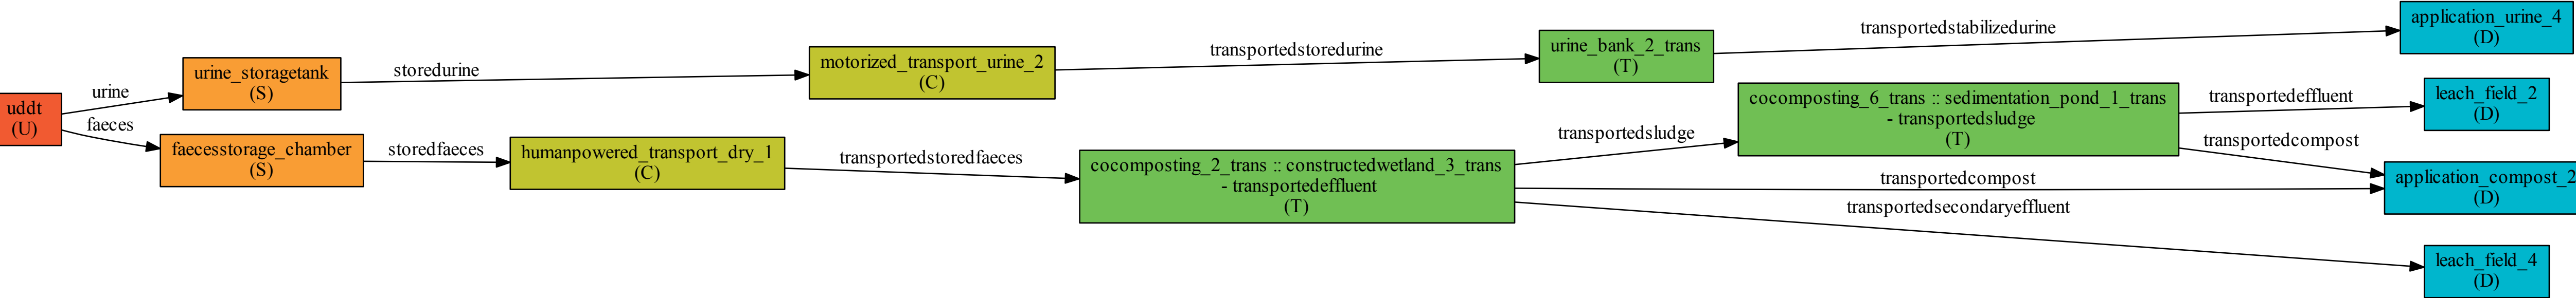 uddt
(U)
urine
faeces
urine_storagetank
(S)
faecesstorage_chamber
(S)
storedurine
storedfaeces
humanpowered_transport_dry_1
(C)
motorized_transport_urine_2
(C)
transportedstoredfaeces
transportedstoredurine
cocomposting_2_trans :: constructedwetland_3_trans
- transportedeffluent
(T)
urine_bank_2_trans
(T)
transportedsludge
cocomposting_6_trans :: sedimentation_pond_1_trans
- transportedsludge
(T)
transportedstabilizedurine
transportedeffluent
transportedcompost
transportedcompost
transportedsecondaryeffluent
application_urine_4
(D)
leach_field_2
(D)
application_compost_2
(D)
leach_field_4
(D)